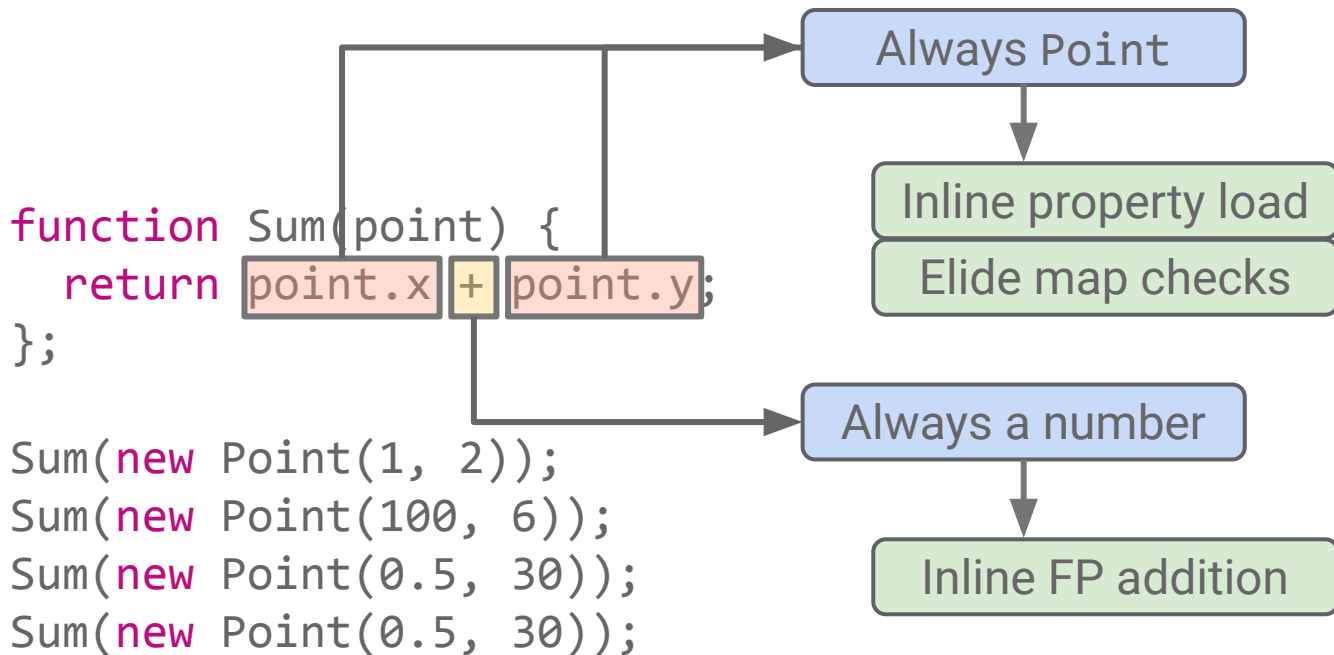 Always Point
Inline property load
Elide map checks
function Sum(point) {
  return point.x + point.y;
};
Always a number
Inline FP addition
Sum(new Point(1, 2));
Sum(new Point(100, 6));
Sum(new Point(0.5, 30));
Sum(new Point(0.5, 30));